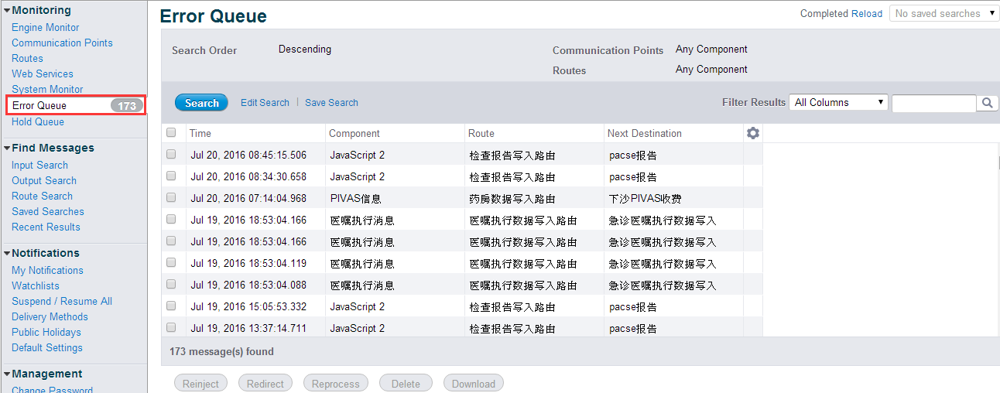 Monitoring
Engine Monitor
Communication Points
Routes
Web Services
System Monitor
Error Queue 173
Hold Queue
Find Messages
Input Search
Output Search
Route Search
Saved Searches
Recent Results
Notifications
My Notifications
Watchlists
Suspend / Resume All
Delivery Methods
Public Holidays
Default Settings
Management
Change Password
Error Queue
Completed Reload No saved searches
Search Order Descending Communication Points Any Component
Routes Any Component
Search Edit Search Save Search Filter Results All Columns
Time Component Route Next Destination
Jul 20, 2016 08:45:15.506 JavaScript 2 检查报告写入路由 pacse报告
Jul 20, 2016 08:34:30.658 JavaScript 2 检查报告写入路由 pacse报告
Jul 20, 2016 07:14:04.968 PIVAS信息 药房数据写入路由 下沙PIVAS收费
Jul 19, 2016 18:53:04.166 医嘱执行消息 医嘱执行数据写入路由 急诊医嘱执行数据写入
Jul 19, 2016 18:53:04.166 医嘱执行消息 医嘱执行数据写入路由 急诊医嘱执行数据写入
Jul 19, 2016 18:53:04.119 医嘱执行消息 医嘱执行数据写入路由 急诊医嘱执行数据写入
Jul 19, 2016 18:53:04.088 医嘱执行消息 医嘱执行数据写入路由 急诊医嘱执行数据写入
Jul 19, 2016 15:05:53.332 JavaScript 2 检查报告写入路由 pacse报告
Jul 19, 2016 13:37:14.711 JavaScript 2 检查报告写入路由 pacse报告
173 message(s) found
Reinject Redirect Reprocess Delete Download